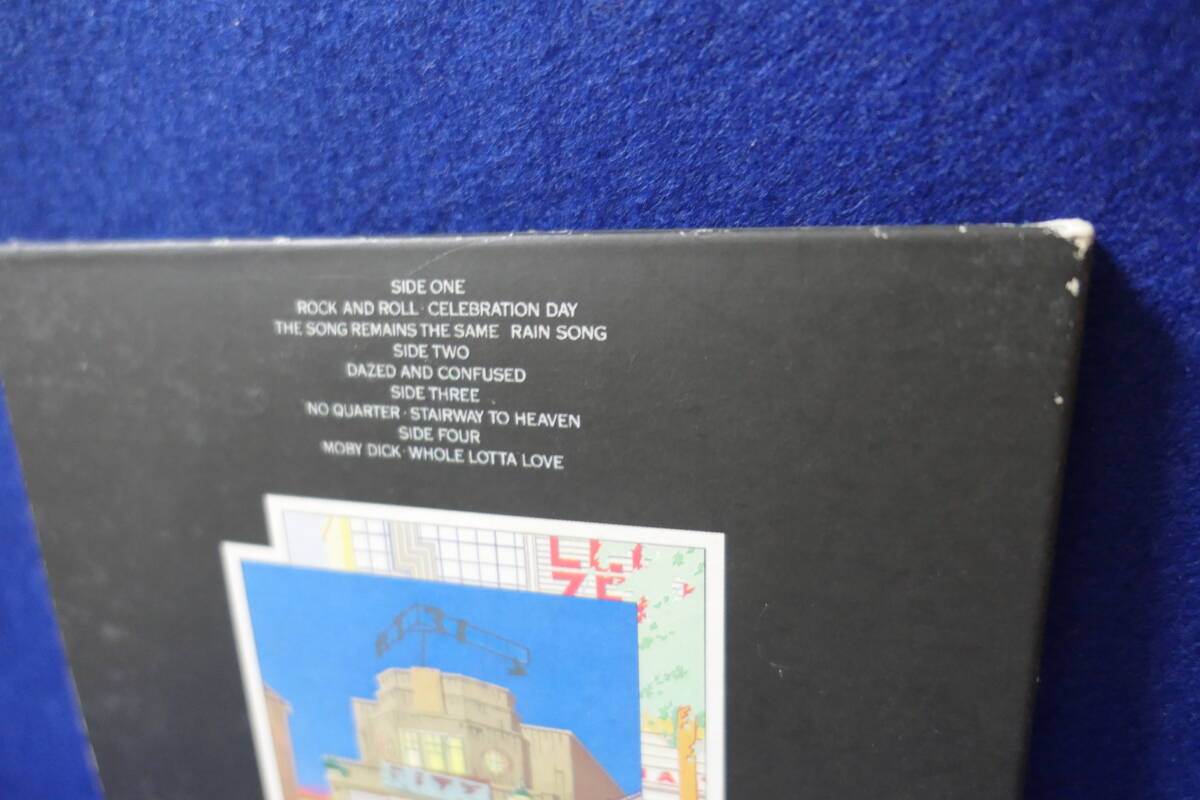 SIDE ONE
ROCK AND ROLL · CELEBRATION DAY
THE SONG REMAINS THE SAME RAIN SONG
SIDE TWO
DAZED AND CONFUSED
SIDE THREE
NO QUARTER · STAIRWAY TO HEAVEN
SIDE FOUR
MOBY DICK · WHOLE LOTTA LOVE